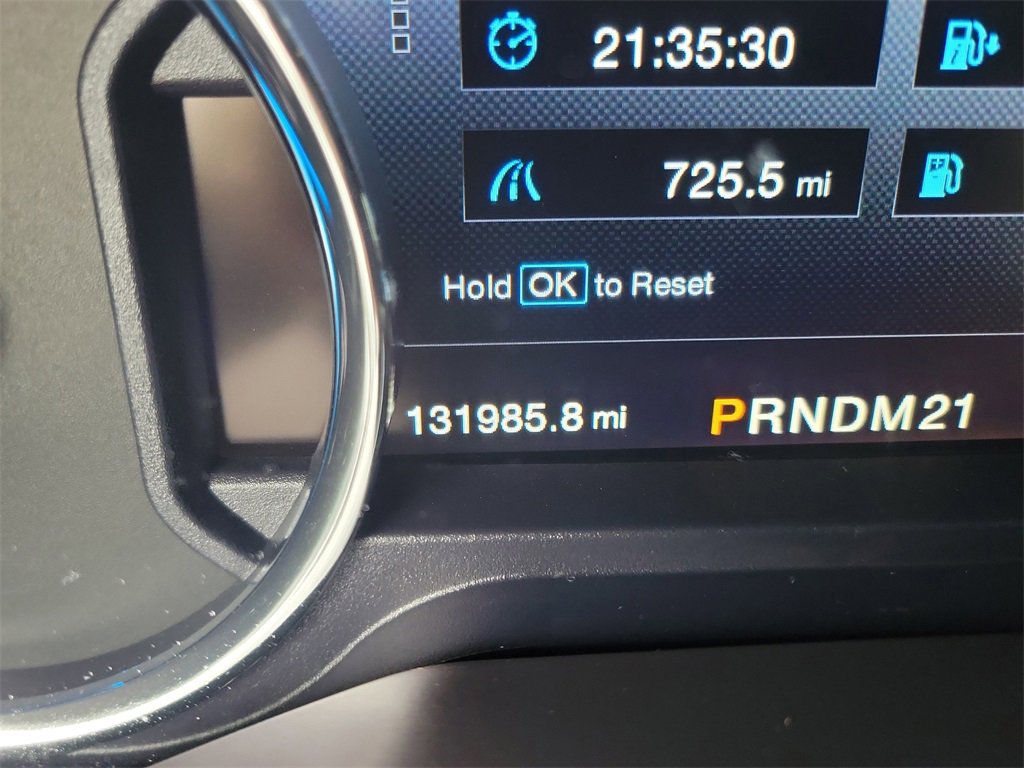 21:35:30
725.5 mi
Hold OK to Reset
131985.8 mi PRNDM21